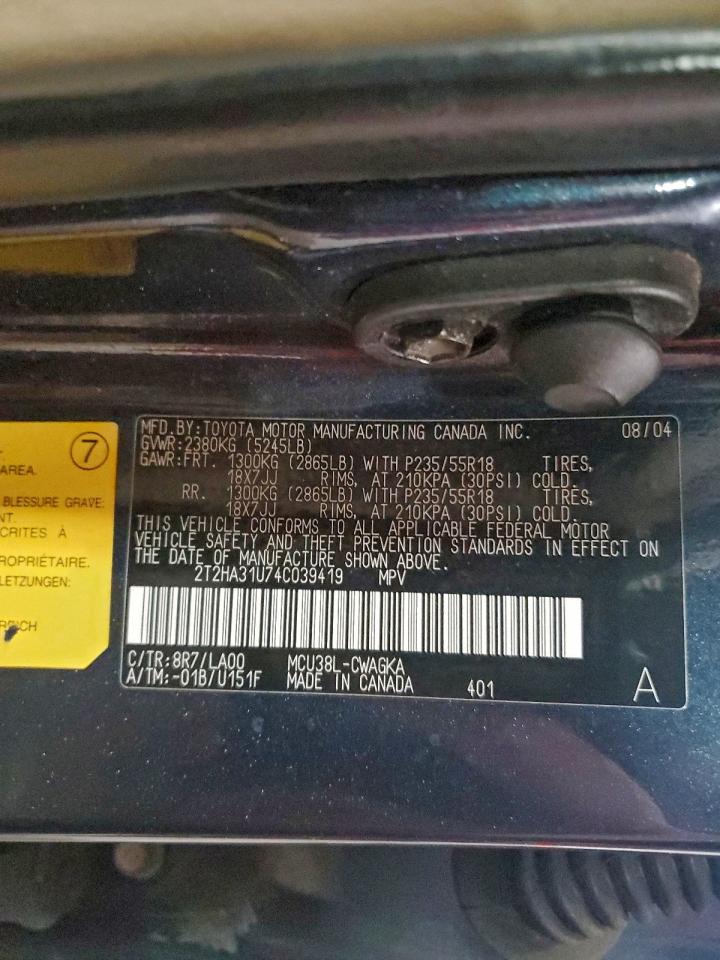 7
AREA.
BLESSURE GRAVE:
NT.
CRITES À
PROPRIÉTAIRE.
LETZUNGEN:
MFD.BY:TOYOTA MOTOR MANUFACTURING CANADA INC. 08/04
GVWR:2380KG (5245LB)
GAWR:FRT. 1300KG (2865LB) WITH P235/55R18 TIRES,
18X7JJ RIMS, AT 210KPA (30PSI) COLD.
RR. 1300KG (2865LB) WITH P235/55R18 TIRES,
18X7JJ RIMS, AT 210KPA (30PSI) COLD.
THIS VEHICLE CONFORMS TO ALL APPLICABLE FEDERAL MOTOR
VEHICLE SAFETY AND THEFT PREVENTION STANDARDS IN EFFECT ON
THE DATE OF MANUFACTURE SHOWN ABOVE.
2T2HA31U74C039419 MPV
C/TR:8R7/LA00 MCU38L-CWAGKA
A/TM:-01B/U151F MADE IN CANADA 401 A